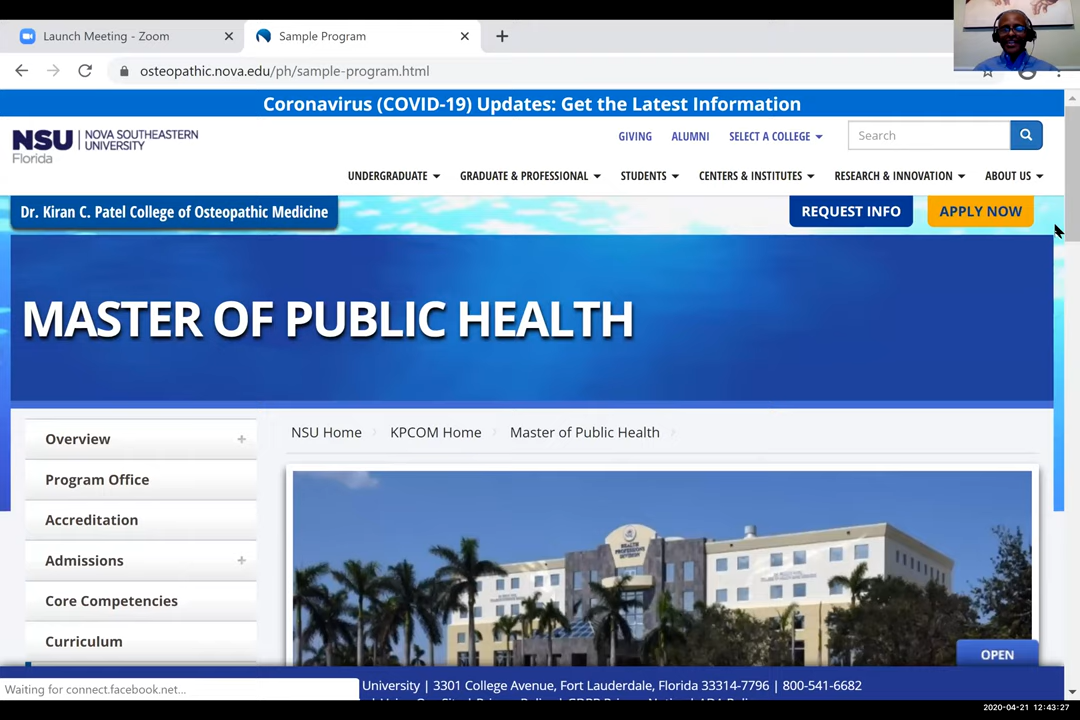 Launch Meeting - Zoom
Sample Program
osteopathic.nova.edu/ph/sample-program.html
Coronavirus (COVID-19) Updates: Get the Latest Information
NSU NOVA SOUTHEASTERN UNIVERSITY
Florida
GIVING ALUMNI SELECT A COLLEGE
Search
UNDERGRADUATE GRADUATE & PROFESSIONAL STUDENTS CENTERS & INSTITUTES RESEARCH & INNOVATION ABOUT US
Dr. Kiran C. Patel College of Osteopathic Medicine
REQUEST INFO
APPLY NOW
MASTER OF PUBLIC HEALTH
Overview +
Program Office
Accreditation
Admissions +
Core Competencies
Curriculum
NSU Home
KPCOM Home
Master of Public Health
HEALTH PROFESSIONS DIVISION
OPEN
Waiting for connect.facebook.net...
University | 3301 College Avenue, Fort Lauderdale, Florida 33314-7796 | 800-541-6682
2020-04-21 12:43:27